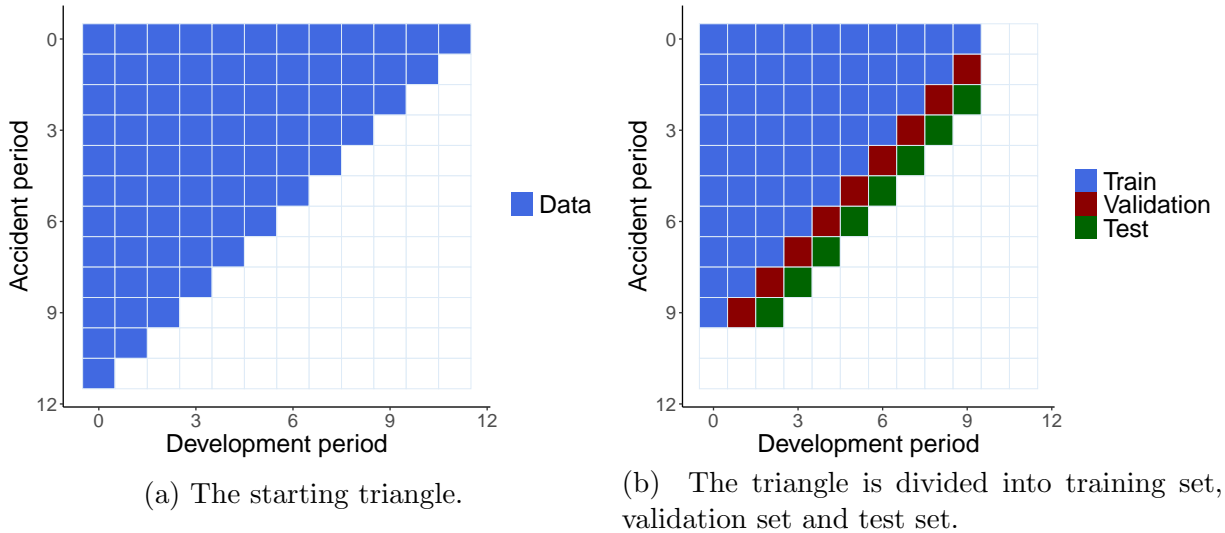 0
3
6
9
12
Accident period
0
3
6
9
12
Development period
Data
(a) The starting triangle.
0
3
6
9
12
Accident period
0
3
6
9
12
Development period
Train
Validation
Test
(b) The triangle is divided into training set,
validation set and test set.